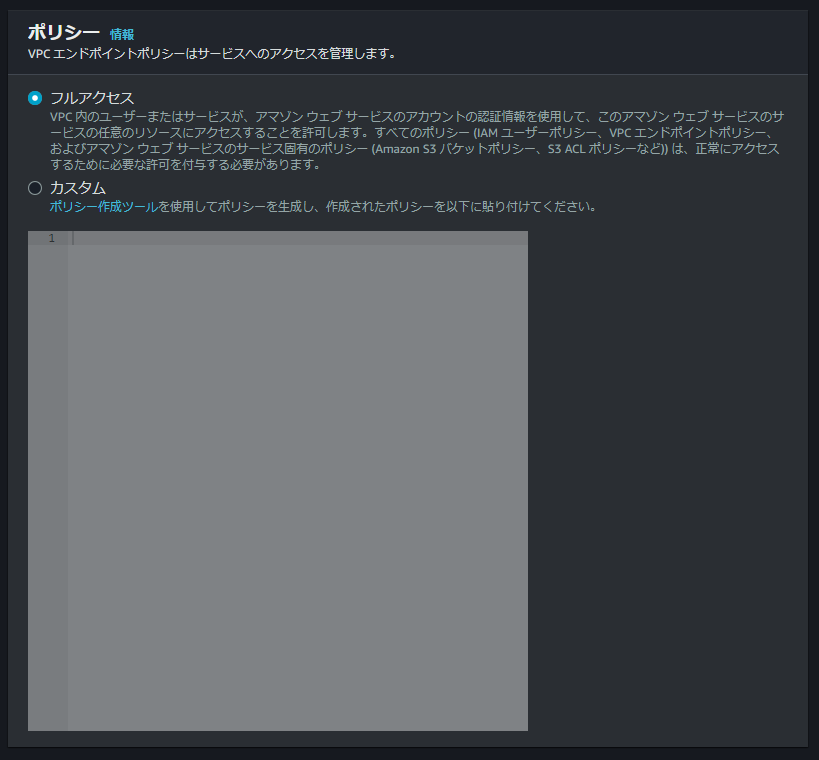 ポリシー 情報
VPC エンドポイントポリシーはサービスへのアクセスを管理します。
フルアクセス
VPC 内のユーザーまたはサービスが、アマゾン ウェブ サービスのアカウントの認証情報を使用して、このアマゾン ウェブ サービスのサ
ービスの任意のリソースにアクセスすることを許可します。すべてのポリシー (IAM ユーザーポリシー、VPC エンドポイントポリシー、
およびアマゾン ウェブ サービスのサービス固有のポリシー (Amazon S3 バケットポリシー、S3 ACL ポリシーなど)) は、正常にアクセス
するために必要な許可を付与する必要があります。
カスタム
ポリシー作成ツールを使用してポリシーを生成し、作成されたポリシーを以下に貼り付けてください。
1